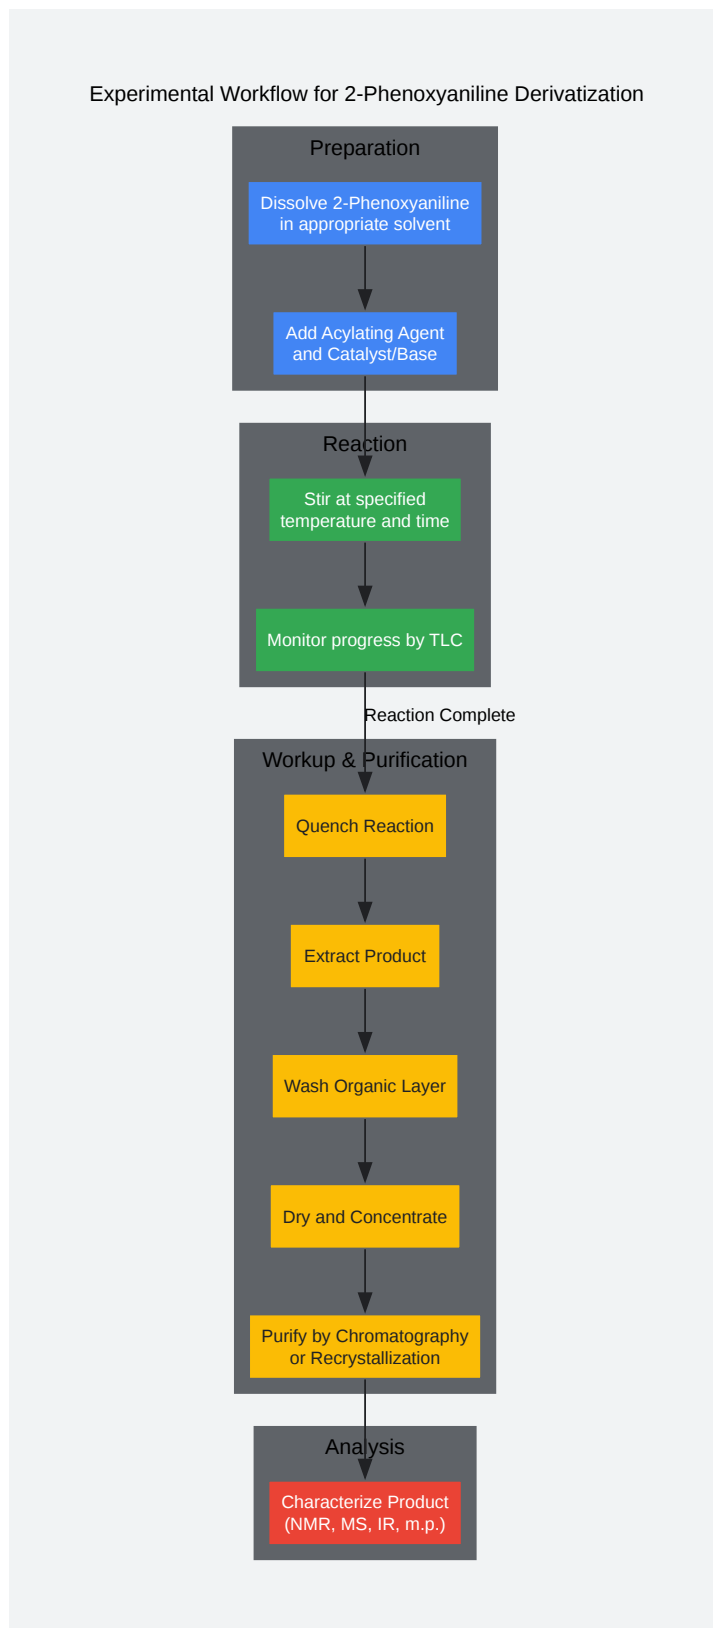 Experimental Workflow for 2-Phenoxyaniline Derivatization
Preparation
Dissolve 2-Phenoxyaniline
in appropriate solvent
Add Acylating Agent
and Catalyst/Base
Reaction
Stir at specified
temperature and time
Monitor progress by TLC
Reaction Complete
Workup & Purification
Quench Reaction
Extract Product
Wash Organic Layer
Dry and Concentrate
Purify by Chromatography
or Recrystallization
Analysis
Characterize Product
(NMR, MS, IR, m.p.)